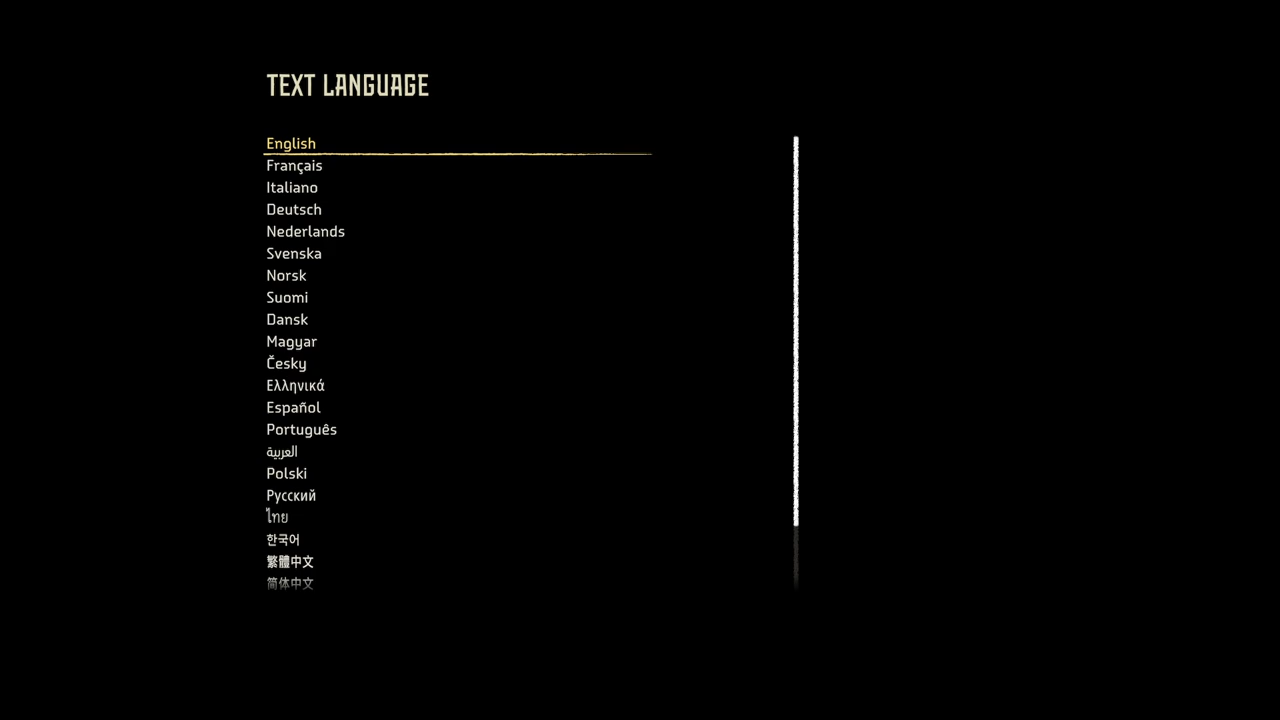 TEXT LANGUAGE
English
Français
Italiano
Deutsch
Nederlands
Svenska
Norsk
Suomi
Dansk
Magyar
Česky
Ελληνικά
Español
Português
العربية
Polski
Русский
ไทย
한국어
繁體中文
简体中文